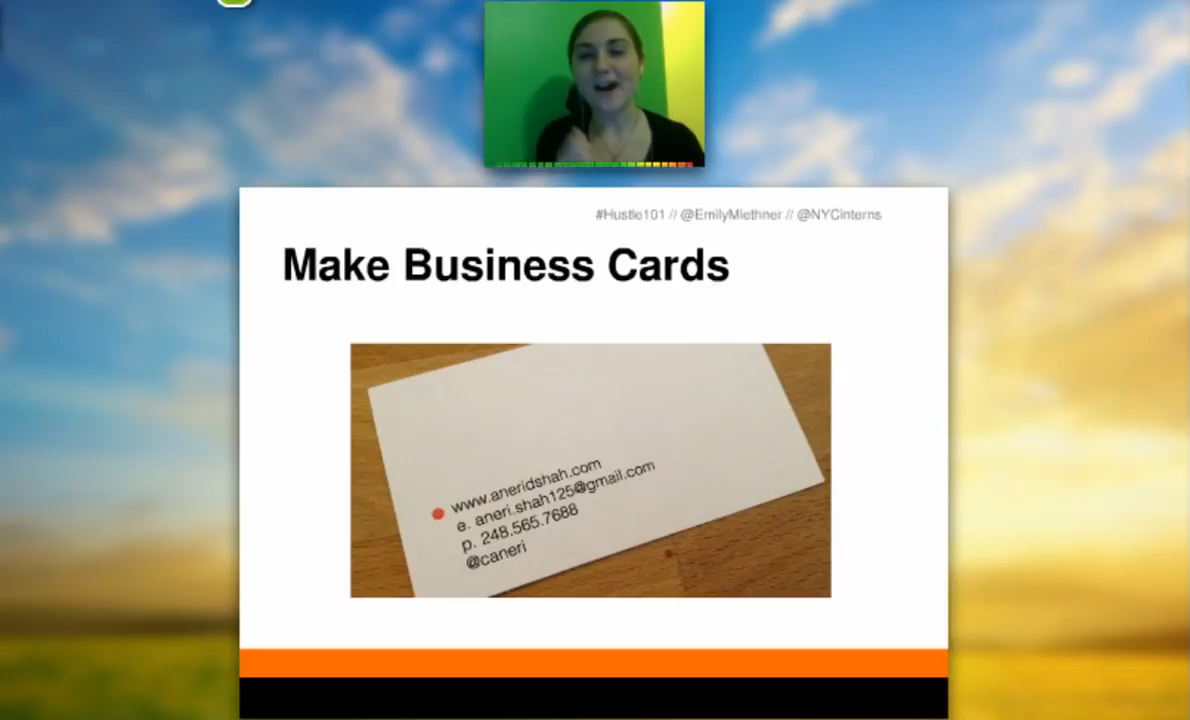 #Hustle101 // @EmilyMiethner // @NYCinterns
Make Business Cards
www.aneridshah.com
e. aneri.shah125@gmail.com
p. 248.565.7688
@caneri